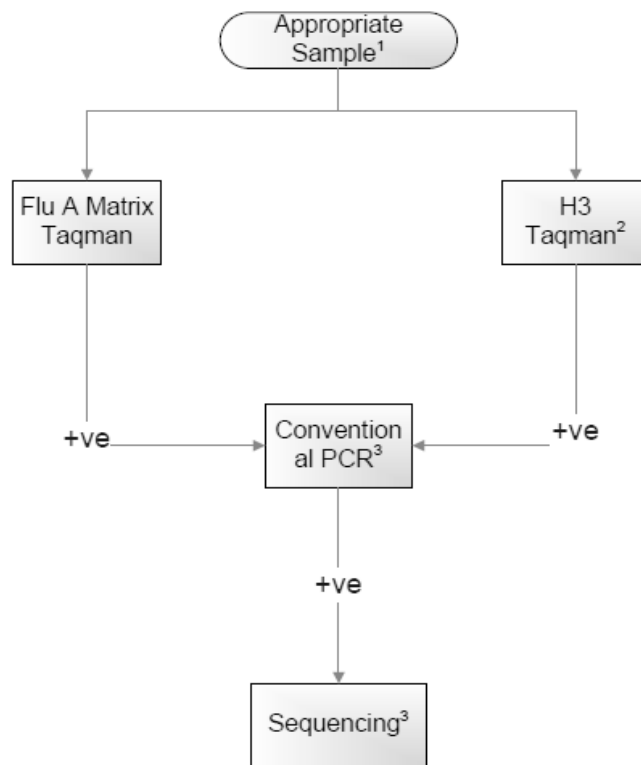 Appropriate
Sample¹
Flu A Matrix
Taqman
H3
Taqman²
+ve
+ve
Convention
al PCR³
+ve
Sequencing³